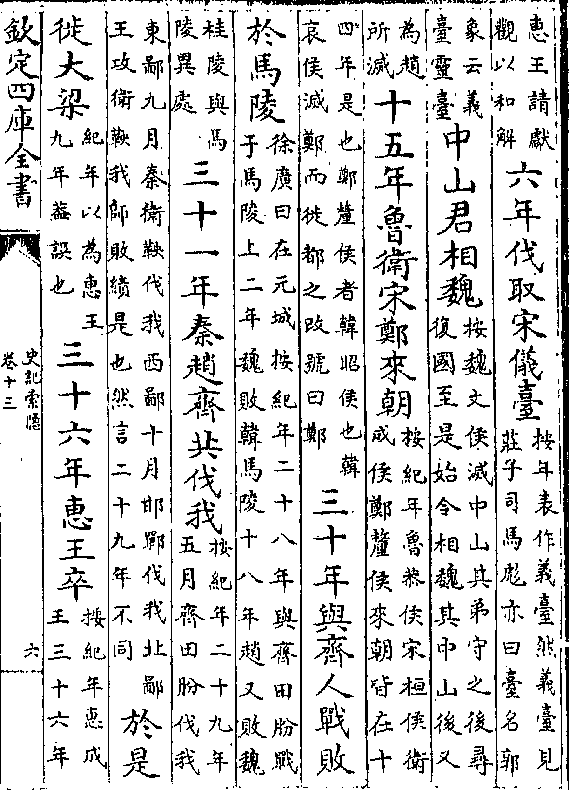 惠王請獻
觀以和解
六年伐取宋儀臺
按年表作義臺然義臺見
莊子司馬彪亦曰臺名郭
象云義
臺靈臺
中山君相魏
按魏文侯滅中山其弟守之後尋
復國至是始令相魏其中山後又
為趙
所滅
十五年魯衛宋鄭來朝
按紀年魯恭侯宋桓侯衛
成侯鄭釐侯來朝皆在十
四年是也鄭釐侯者韓昭侯也韓
哀侯滅鄭而徙都之改號曰鄭
三十年與齊人戰敗
於馬陵
徐廣曰在元城按紀年二十八年與齊田肦戰
于馬陵上二年魏敗韓馬陵十八年趙又敗魏
桂陵與馬
陵異處
三十一年秦趙齊共伐我
按紀年二十九年
五月齊田肦伐我
東鄙九月秦衛鞅伐我西鄙十月邯鄲伐我北鄙
王攻衛鞅我師敗績是也然言二十九年不同
於是
徙大梁
紀年以為惠王
九年葢誤也
三十六年惠王卒
按紀年惠成
王三十六年
欽定四庫全書
史記索隱
卷十三
六